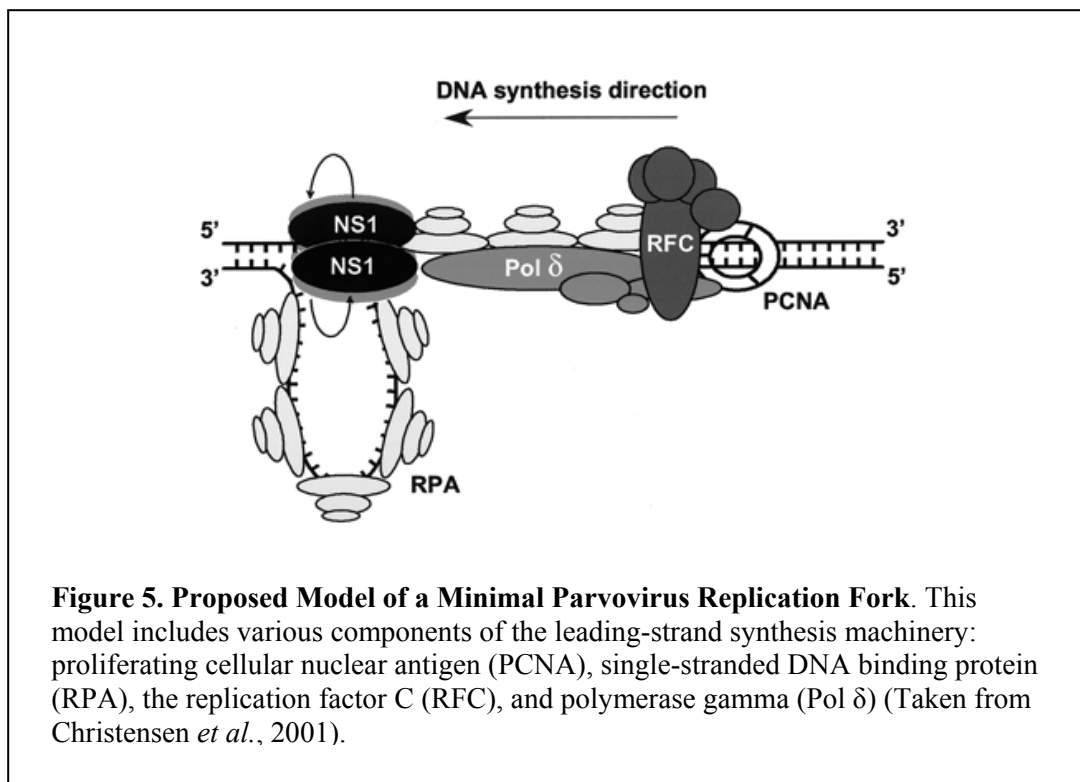 DNA synthesis direction
5’
NS1
3’
RFC
NS1
Pol δ
3’
5’
PCNA
RPA
Figure 5. Proposed Model of a Minimal Parvovirus Replication Fork. This
model includes various components of the leading-strand synthesis machinery:
proliferating cellular nuclear antigen (PCNA), single-stranded DNA binding protein
(RPA), the replication factor C (RFC), and polymerase gamma (Pol δ) (Taken from
Christensen et al., 2001).